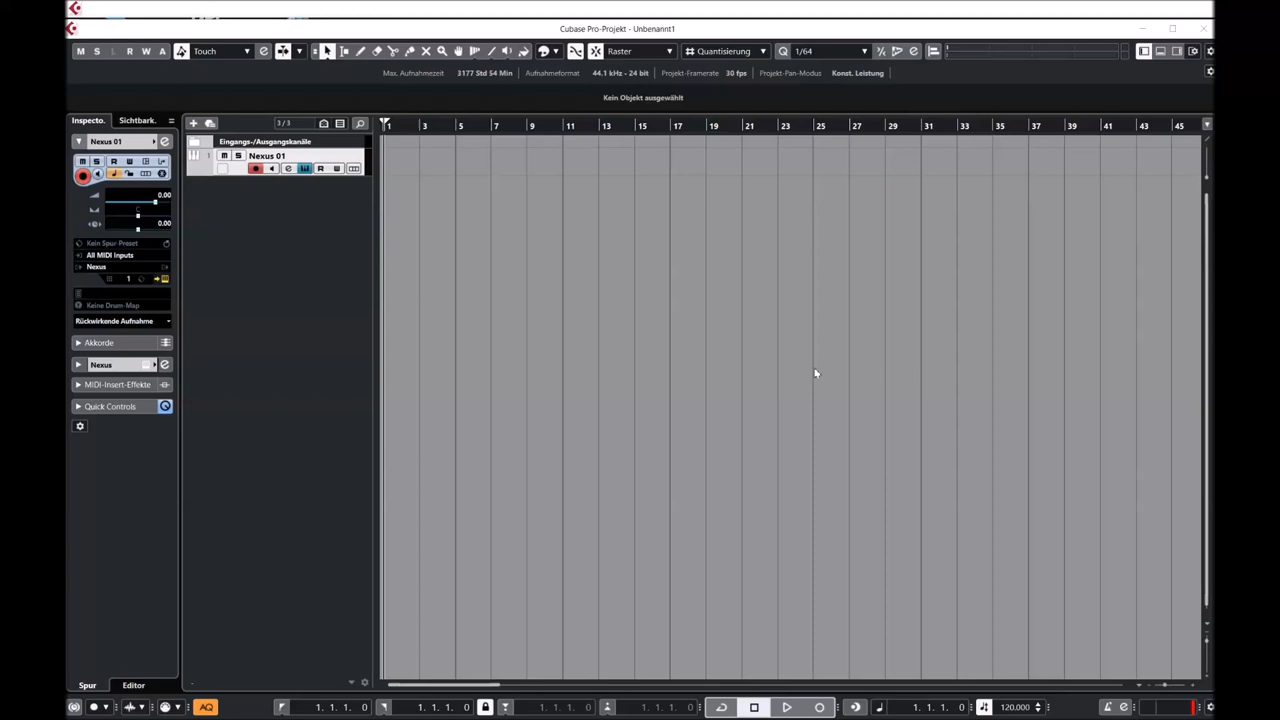 Cubase Pro-Projekt - Unbenannt1
M S L R W A Touch Raster Quantisierung 1/64
Max. Aufnahmezeit 3177 Std 54 Min Aufnahmeformat 44.1 kHz - 24 bit Projekt-Framerate 30 fps Projekt-Pan-Modus Konst. Leistung
Kein Objekt ausgewählt
Inspecto. Sichtbark. 3/3 1 3 5 7 9 11 13 15 17 19 21 23 25 27 29 31 33 35 37 39 41 43 45
Nexus 01 Eingangs-/Ausgangskanäle
1 M S Nexus 01
M S R W
R W
0.00
C
0.00
Kein Spur-Preset
All MIDI Inputs
Nexus
1
Keine Drum-Map
Rückwirkende Aufnahme
Akkorde
Nexus
MIDI-Insert-Effekte
Quick Controls
Spur Editor
AQ 1. 1. 1. 0 1. 1. 1. 0 1. 1. 1. 0 1. 1. 1. 0 1. 1. 1. 0 120.000